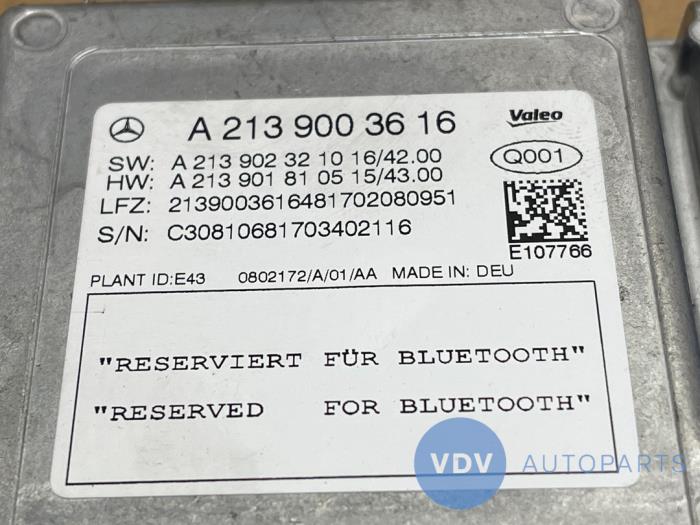 A 213 900 36 16
Valeo
SW: A 213 902 32 10 16/42.00
HW: A 213 901 81 05 15/43.00
Q001
LFZ: 2139003616481702080951
S/N: C30810681703402116
E107766
PLANT ID:E43 0802172/A/01/AA MADE IN: DEU
"RESERVIERT FÜR BLUETOOTH"
"RESERVED FOR BLUETOOTH"
VDV AUTOPARTS